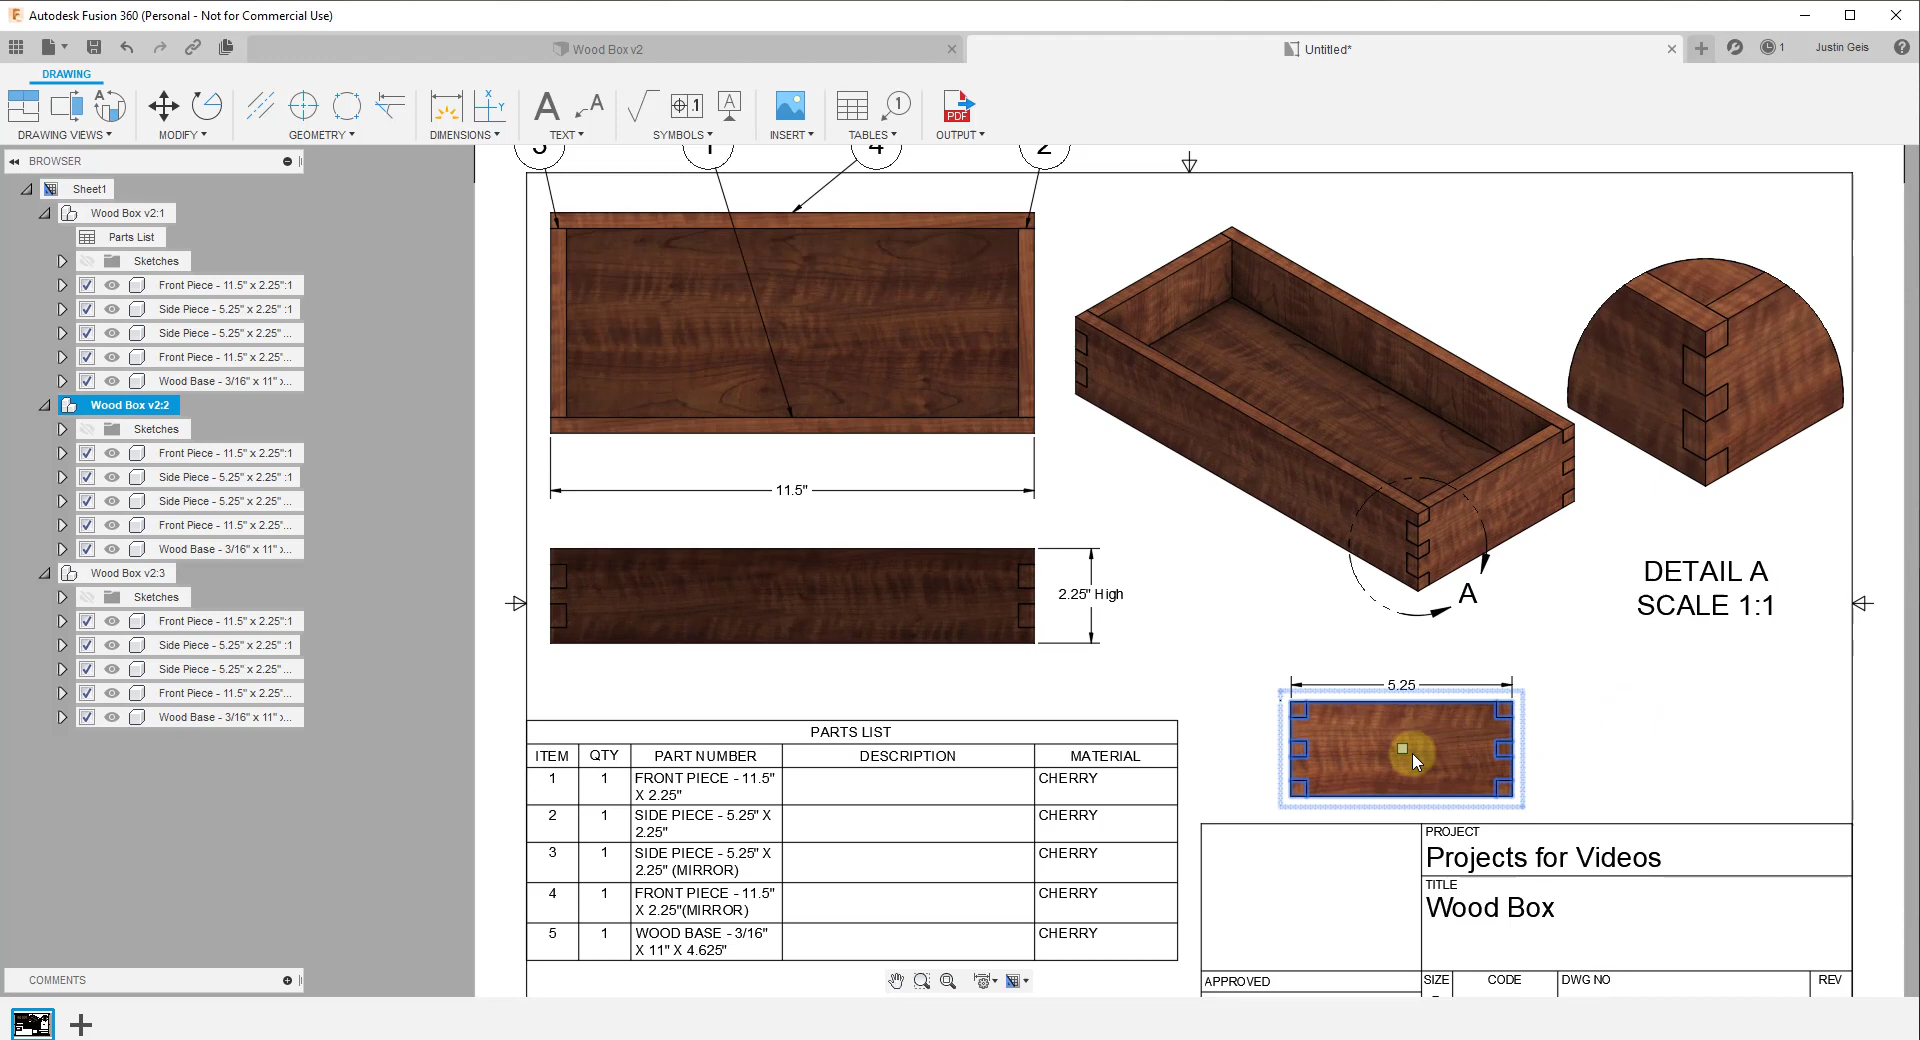 Autodesk Fusion 360 (Personal - Not for Commercial Use)
Wood Box v2
Untitled*
1
Justin Geis
DRAWING
DRAWING VIEWS
MODIFY
GEOMETRY
DIMENSIONS
TEXT
SYMBOLS
INSERT
TABLES
OUTPUT
PDF
BROWSER
Sheet1
Wood Box v2:1
Parts List
Sketches
Front Piece - 11.5" x 2.25":1
Side Piece - 5.25" x 2.25" :1
Side Piece - 5.25" x 2.25" ...
Front Piece - 11.5" x 2.25"...
Wood Base - 3/16" x 11" x...
Wood Box v2:2
Sketches
Front Piece - 11.5" x 2.25":1
Side Piece - 5.25" x 2.25" :1
Side Piece - 5.25" x 2.25" ...
Front Piece - 11.5" x 2.25"...
Wood Base - 3/16" x 11" x...
Wood Box v2:3
Sketches
Front Piece - 11.5" x 2.25":1
Side Piece - 5.25" x 2.25" :1
Side Piece - 5.25" x 2.25" ...
Front Piece - 11.5" x 2.25"...
Wood Base - 3/16" x 11" x...
COMMENTS
5 1 4 2
11.5"
2.25" High
A
DETAIL A
SCALE 1:1
5.25
PARTS LIST
ITEM QTY PART NUMBER DESCRIPTION MATERIAL
1 1 FRONT PIECE - 11.5" CHERRY
X 2.25"
2 1 SIDE PIECE - 5.25" X CHERRY
2.25"
3 1 SIDE PIECE - 5.25" X CHERRY
2.25" (MIRROR)
4 1 FRONT PIECE - 11.5" CHERRY
X 2.25"(MIRROR)
5 1 WOOD BASE - 3/16" CHERRY
X 11" X 4.625"
PROJECT
Projects for Videos
TITLE
Wood Box
APPROVED SIZE CODE DWG NO REV